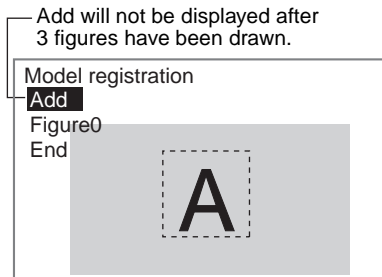 Add will not be displayed after
3 figures have been drawn.
Model registration
Add
Figure0
End
A